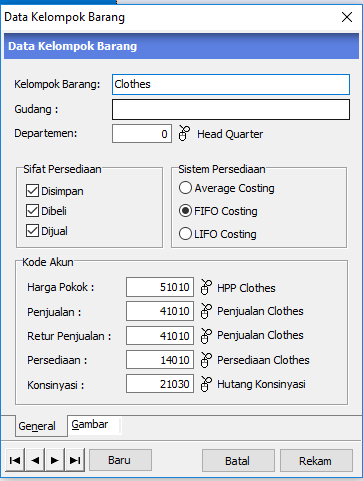 Data Kelompok Barang
Data Kelompok Barang
Kelompok Barang: Clothes
Gudang :
Departemen: 0 Head Quarter
Sifat Persediaan
Disimpan
Dibeli
Dijual
Sistem Persediaan
Average Costing
FIFO Costing
LIFO Costing
Kode Akun
Harga Pokok : 51010 HPP Clothes
Penjualan : 41010 Penjualan Clothes
Retur Penjualan : 41010 Penjualan Clothes
Persediaan : 14010 Persediaan Clothes
Konsinyasi : 21030 Hutang Konsinyasi
General Gambar
Baru Batal Rekam